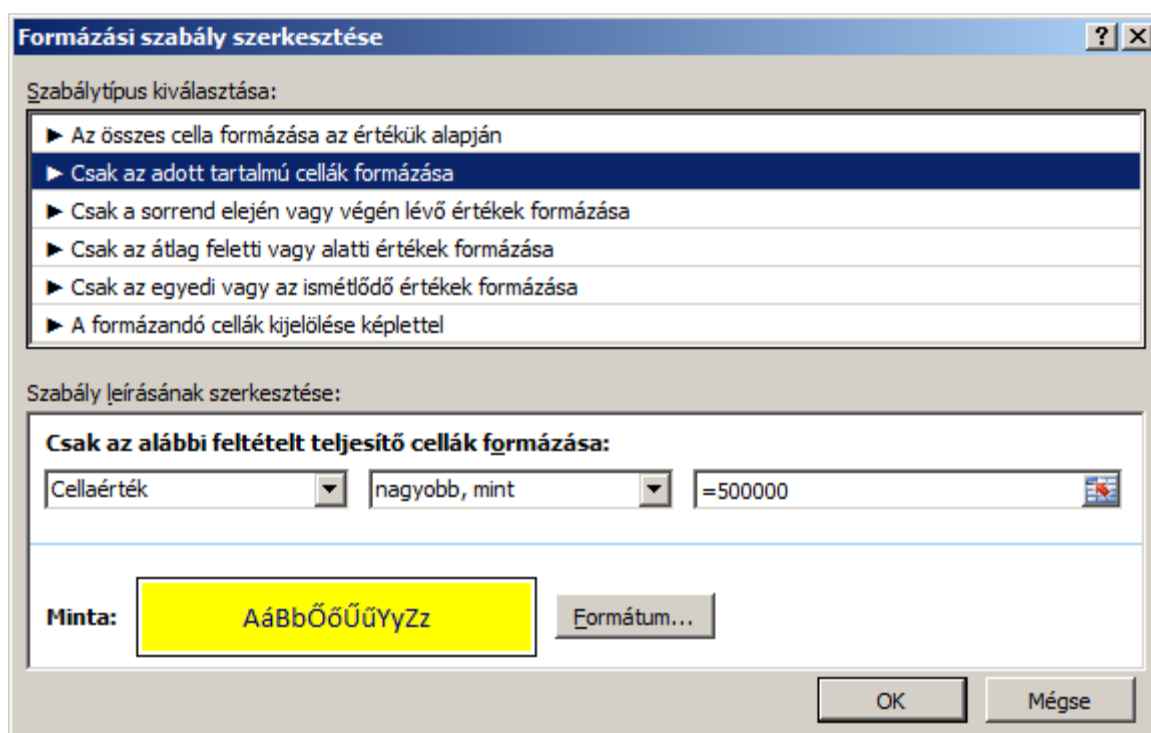 Formázási szabály szerkesztése
Szabálytípus kiválasztása:
► Az összes cella formázása az értékük alapján
► Csak az adott tartalmú cellák formázása
► Csak a sorrend elején vagy végén lévő értékek formázása
► Csak az átlag feletti vagy alatti értékek formázása
► Csak az egyedi vagy az ismétlődő értékek formázása
► A formázandó cellák kijelölése képlettel
Szabály leírásának szerkesztése:
Csak az alábbi feltételt teljesítő cellák formázása:
Cellaérték nagyobb, mint =500000
Minta: AáBbŐőŰűYyZz Formátum...
OK Mégse